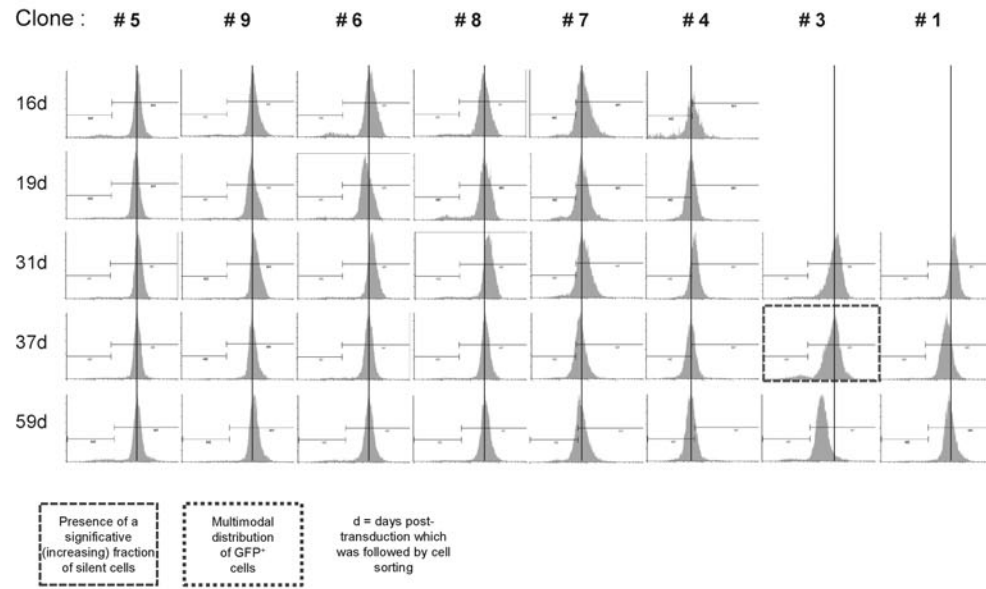 Clone : # 5 # 9 # 6 # 8 # 7 # 4 # 3 # 1
16d
19d
31d
37d
59d
Presence of a
significative
(increasing) fraction
of silent cells
Multimodal
distribution
of GFP⁺
cells
d = days post-
transduction which
was followed by cell
sorting